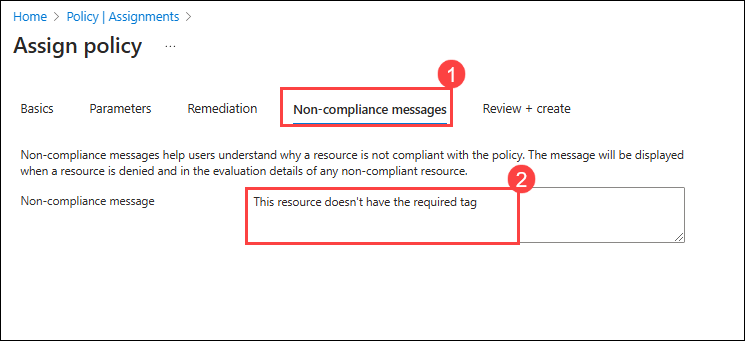 Home > Policy | Assignments >
Assign policy ...
1
Basics Parameters Remediation Non-compliance messages Review + create
Non-compliance messages help users understand why a resource is not compliant with the policy. The message will be displayed
when a resource is denied and in the evaluation details of any non-compliant resource.
2
Non-compliance message This resource doesn't have the required tag